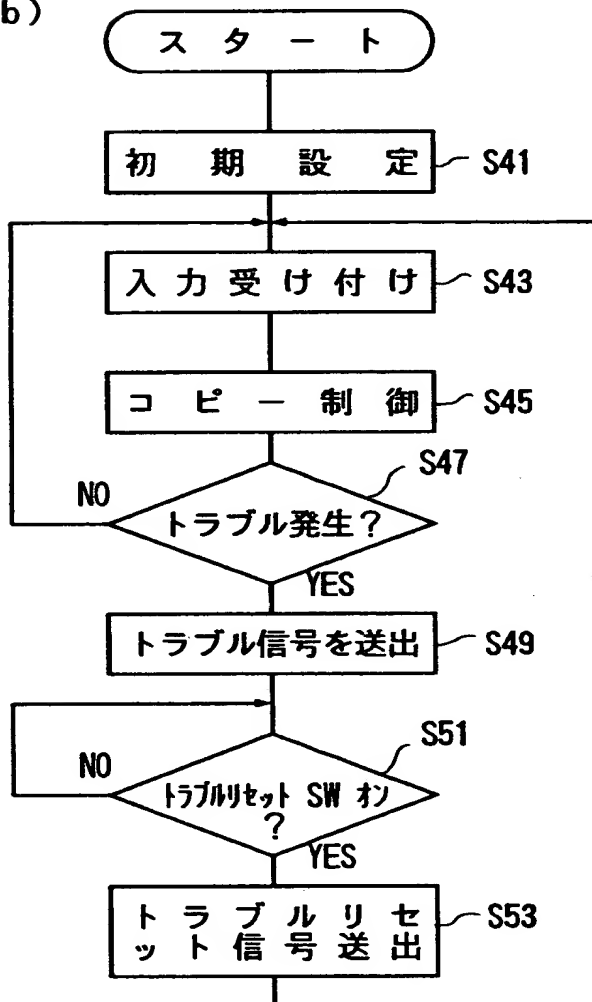 b)
スタート
初期設定 S41
入力受け付け S43
コピー制御 S45
S47
NO
トラブル発生?
YES
トラブル信号を送出 S49
S51
NO
トラブルリセット SW オン
?
YES
トラブルリセ
ット信号送出 S53